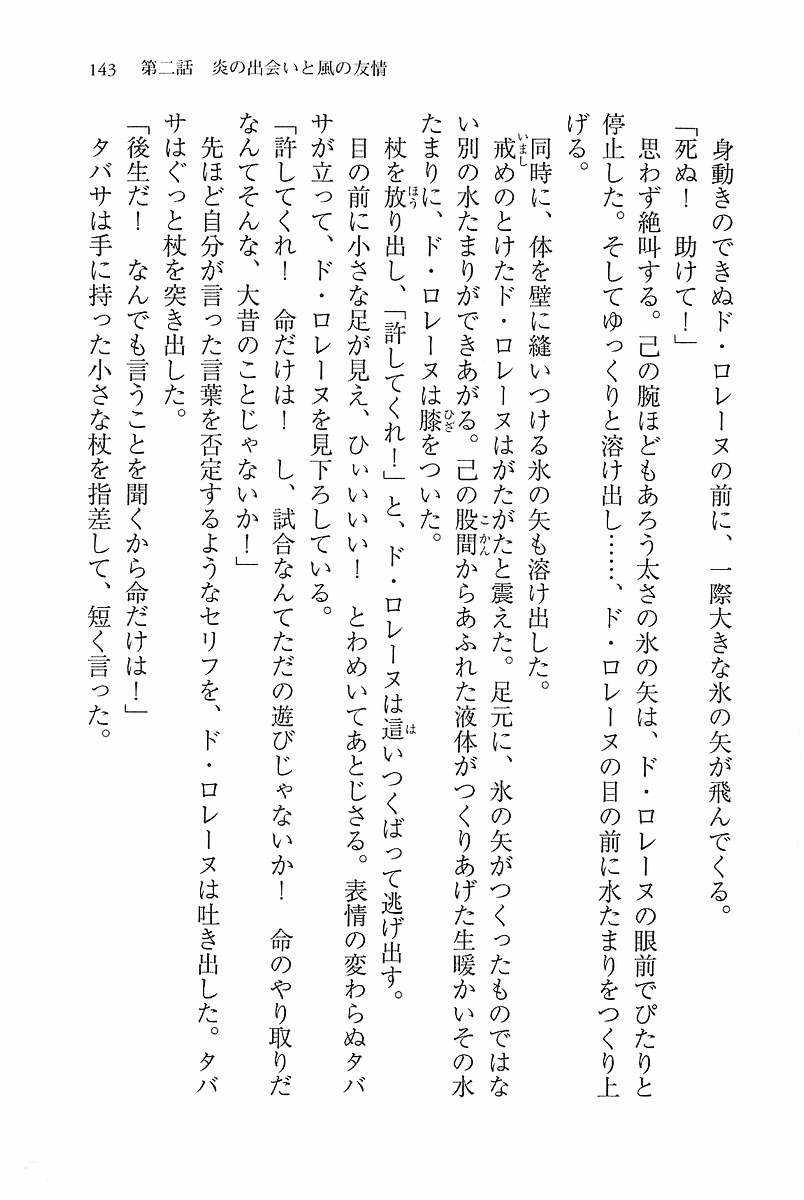 143　第二話　炎の出会いと風の友情
　身動きのできぬド・ロレーヌの前に、一際大きな氷の矢が飛んでくる。
「死ぬ！　助けて！」
　思わず絶叫する。己の腕ほどもあろう太さの氷の矢は、ド・ロレーヌの眼前でぴたりと
停止した。そしてゆっくりと溶け出し……、ド・ロレーヌの目の前に水たまりをつくり上
げる。
　同時に、体を壁に縫いつける氷の矢も溶け出した。
　戒めのとけたド・ロレーヌはがたがたと震えた。足元に、氷の矢がつくったものではな
い別の水たまりができあがる。己の股間からあふれた液体がつくりあげた生暖かいその水
たまりに、ド・ロレーヌは膝をついた。
　杖を放り出し、「許してくれ！」と、ド・ロレーヌは這いつくばって逃げ出す。
　目の前に小さな足が見え、ひぃいいい！　とわめいてあとじさる。表情の変わらぬタバ
サが立って、ド・ロレーヌを見下ろしている。
「許してくれ！　命だけは！　し、試合なんてただの遊びじゃないか！　命のやり取りだ
なんてそんな、大昔のことじゃないか！」
　先ほど自分が言った言葉を否定するようなセリフを、ド・ロレーヌは吐き出した。タバ
サはぐっと杖を突き出した。
「後生だ！　なんでも言うことを聞くから命だけは！」
　タバサは手に持った小さな杖を指差して、短く言った。